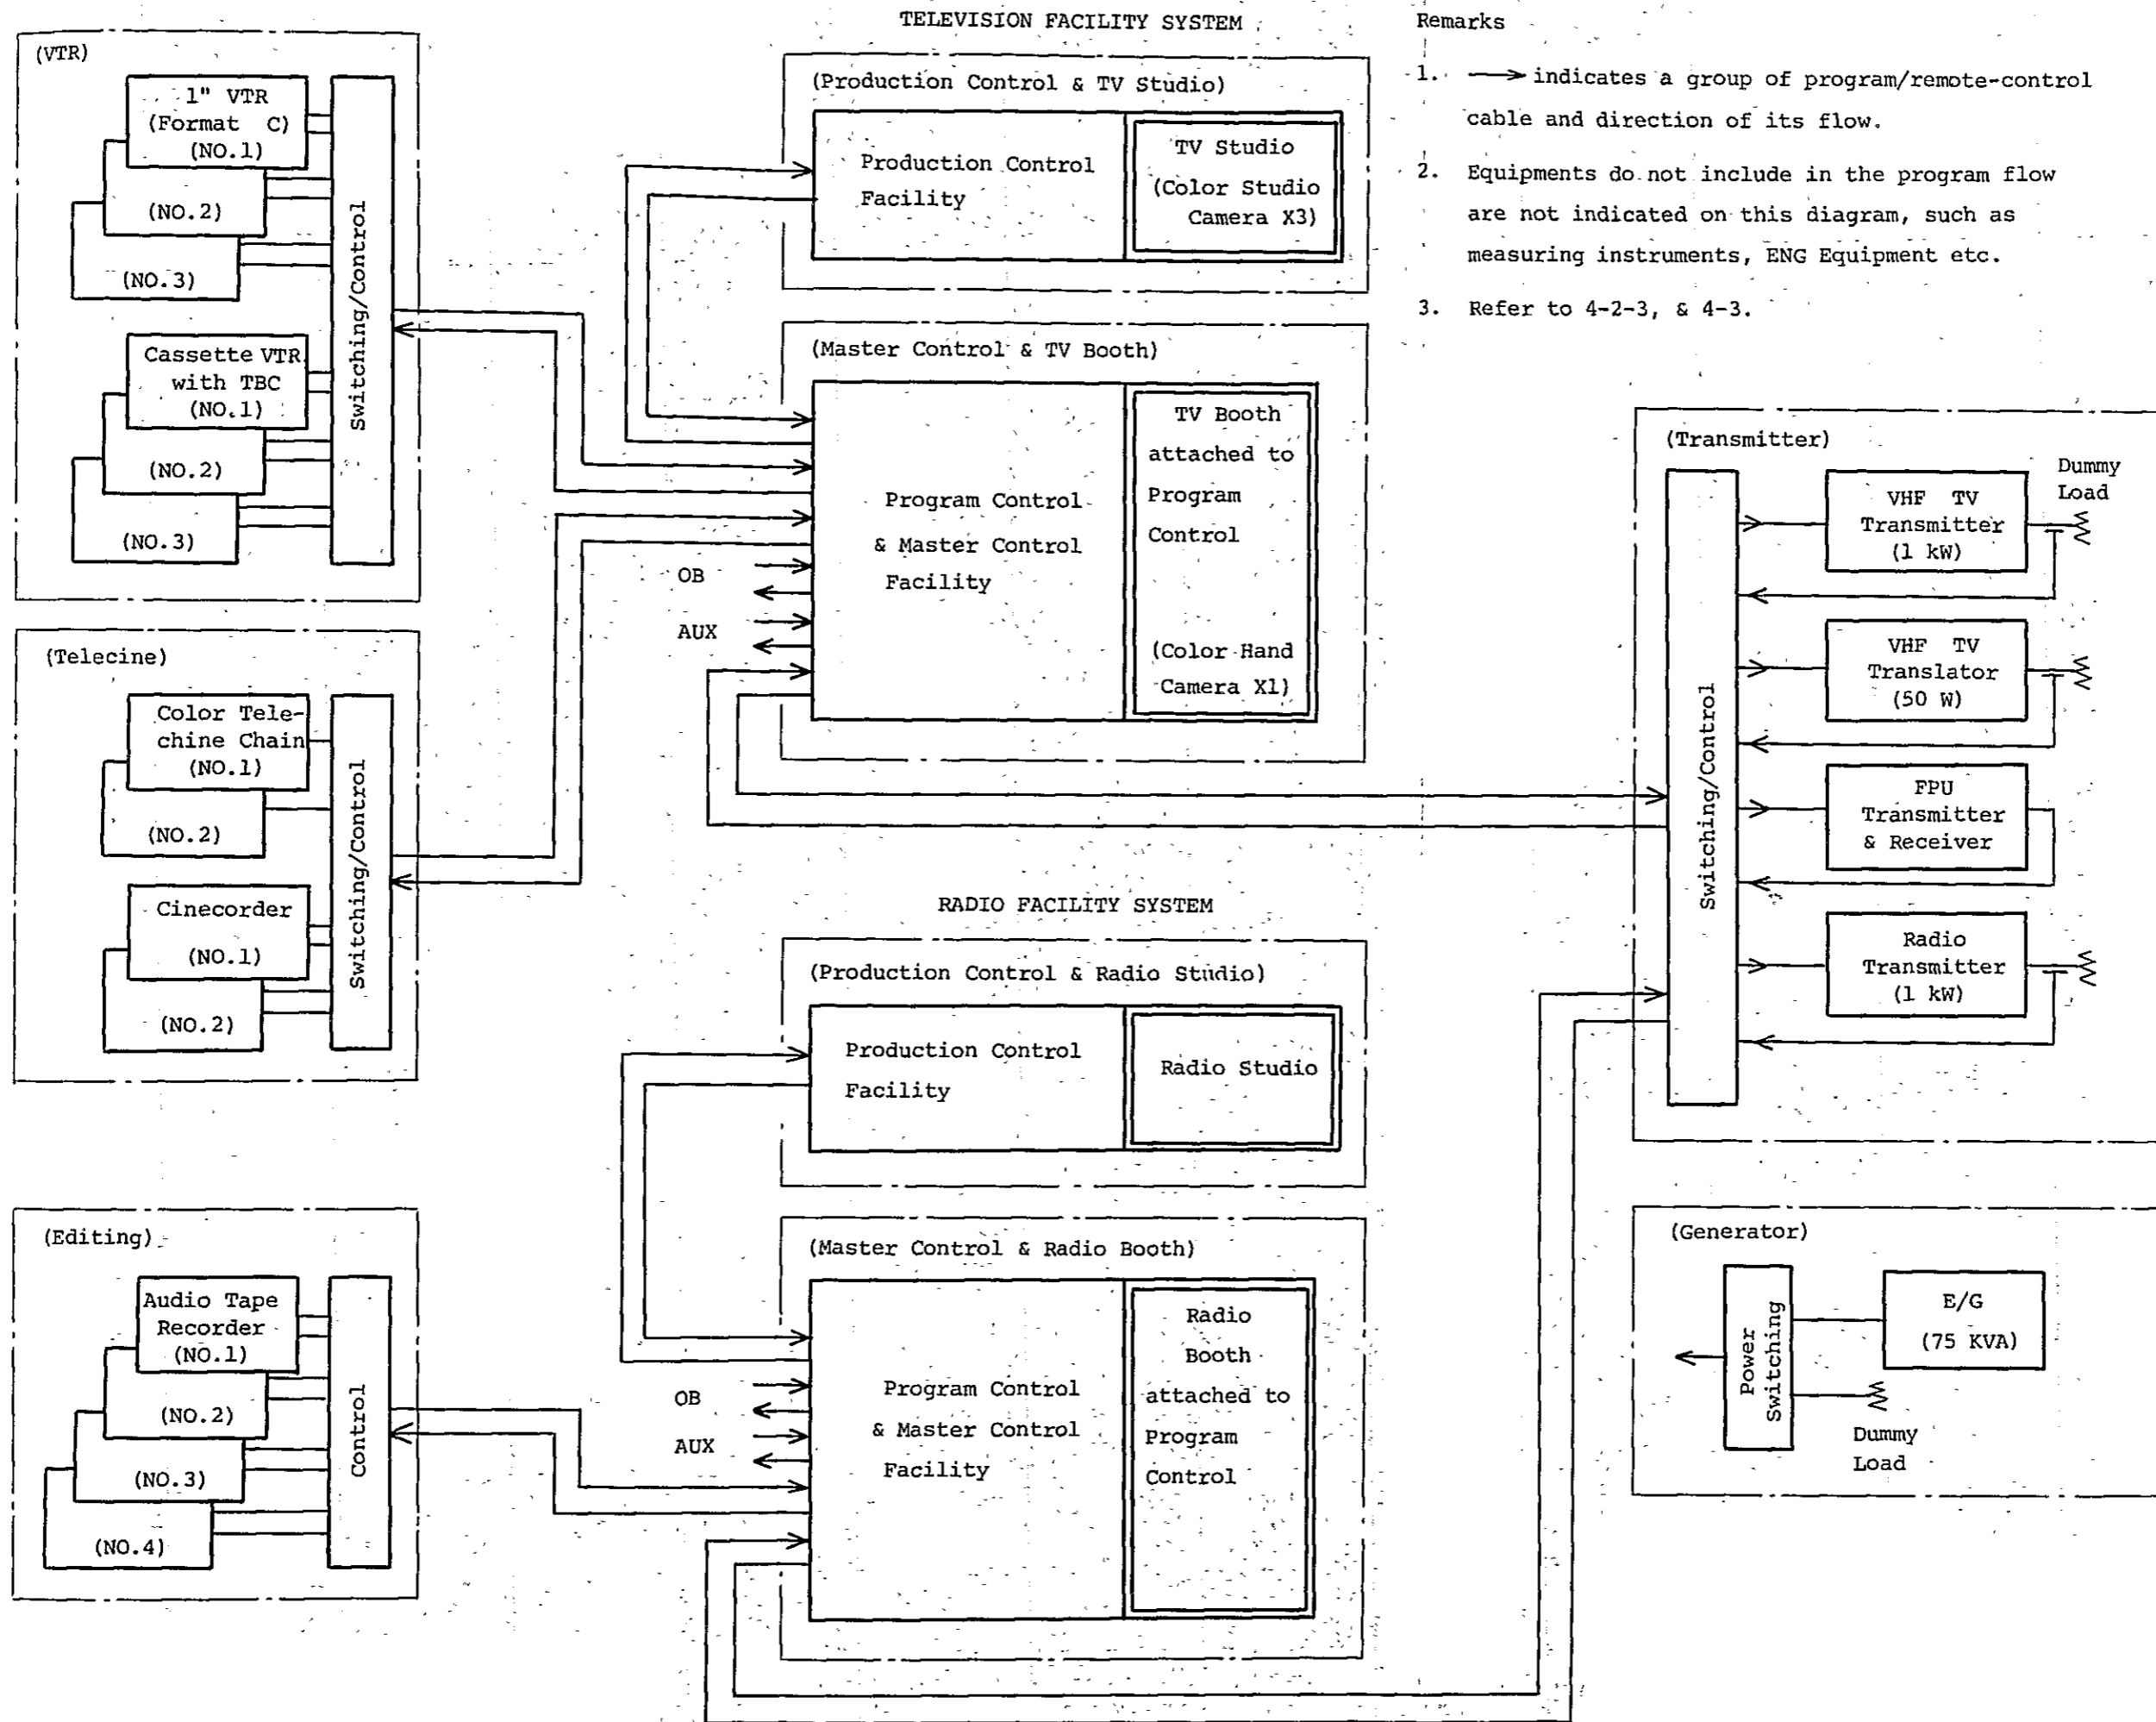 TELEVISION FACILITY SYSTEM
Remarks
1. → indicates a group of program/remote-control
cable and direction of its flow.
2. Equipments do not include in the program flow
are not indicated on this diagram, such as
measuring instruments, ENG Equipment etc.
3. Refer to 4-2-3, & 4-3.
(VTR)
1" VTR
(Format C)
(NO.1)
(NO.2)
(NO.3)
Cassette VTR
with TBC
(NO.1)
(NO.2)
(NO.3)
Switching/Control
(Telecine)
Color Tele-
chine Chain
(NO.1)
(NO.2)
Cinecorder
(NO.1)
(NO.2)
Switching/Control
(Editing)
Audio Tape
Recorder
(NO.1)
(NO.2)
(NO.3)
(NO.4)
Control
(Production Control & TV Studio)
Production Control
Facility
TV Studio
(Color Studio
Camera X3)
(Master Control & TV Booth)
Program Control
& Master Control
Facility
TV Booth
attached to
Program
Control
(Color Hand
Camera X1)
OB
AUX
RADIO FACILITY SYSTEM
(Production Control & Radio Studio)
Production Control
Facility
Radio Studio
(Master Control & Radio Booth)
Program Control
& Master Control
Facility
Radio
Booth
attached to
Program
Control
OB
AUX
(Transmitter)
Switching/Control
VHF TV
Transmitter
(1 kW)
Dummy
Load
VHF TV
Translator
(50 W)
FPU
Transmitter
& Receiver
Radio
Transmitter
(1 kW)
(Generator)
Power
Switching
E/G
(75 KVA)
Dummy
Load